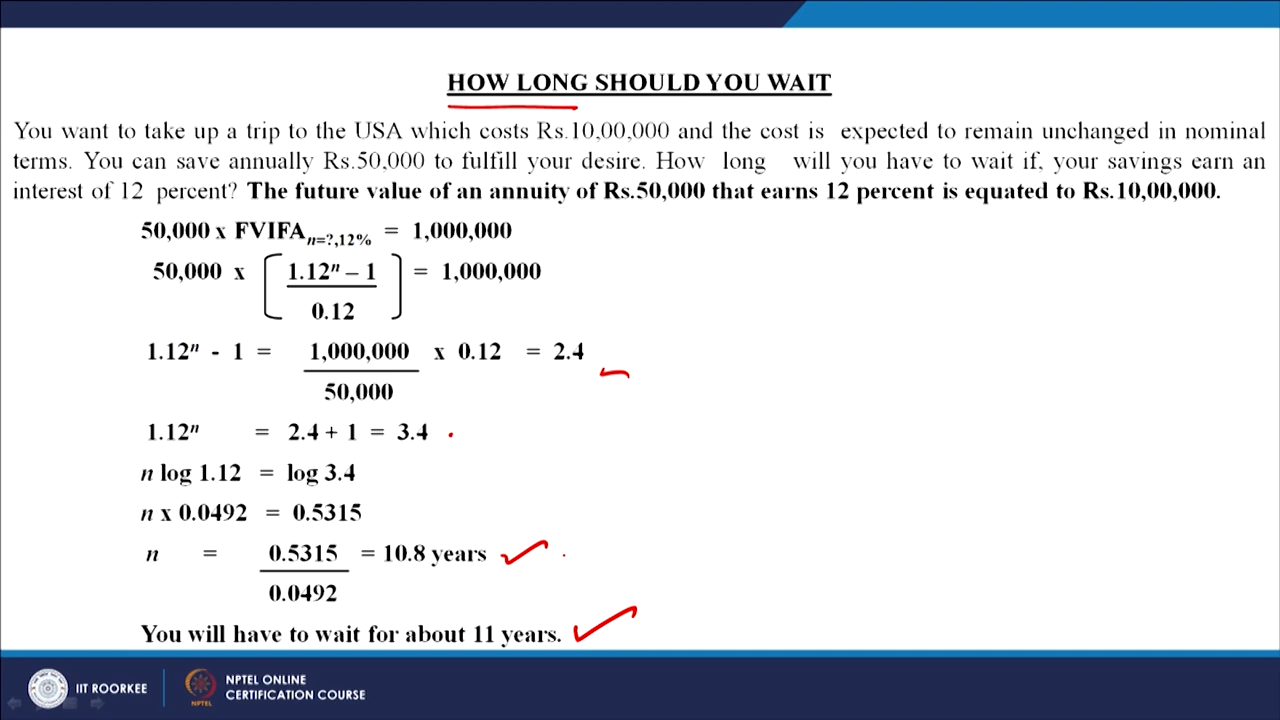 HOW LONG SHOULD YOU WAIT
You want to take up a trip to the USA which costs Rs.10,00,000 and the cost is expected to remain unchanged in nominal
terms. You can save annually Rs.50,000 to fulfill your desire. How long will you have to wait if, your savings earn an
interest of 12 percent? The future value of an annuity of Rs.50,000 that earns 12 percent is equated to Rs.10,00,000.
50,000 x FVIFAn=?,12% = 1,000,000
50,000 x [ 1.12ⁿ – 1 ] = 1,000,000
0.12
1.12ⁿ - 1 = 1,000,000 x 0.12 = 2.4
50,000
1.12ⁿ = 2.4 + 1 = 3.4
n log 1.12 = log 3.4
n x 0.0492 = 0.5315
n = 0.5315 = 10.8 years
0.0492
You will have to wait for about 11 years.
IIT ROORKEE
NPTEL
NPTEL ONLINE
CERTIFICATION COURSE